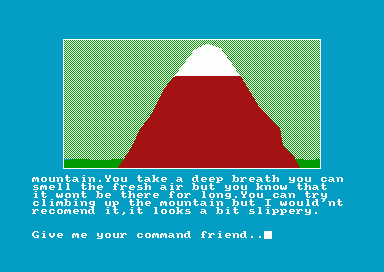 mountain.You take a deep breath you can
smell the fresh air but you know that
it wont be there for long.You can try
climbing up the mountain but I would'nt
recomend it,it looks a bit slippery.
Give me your command friend..